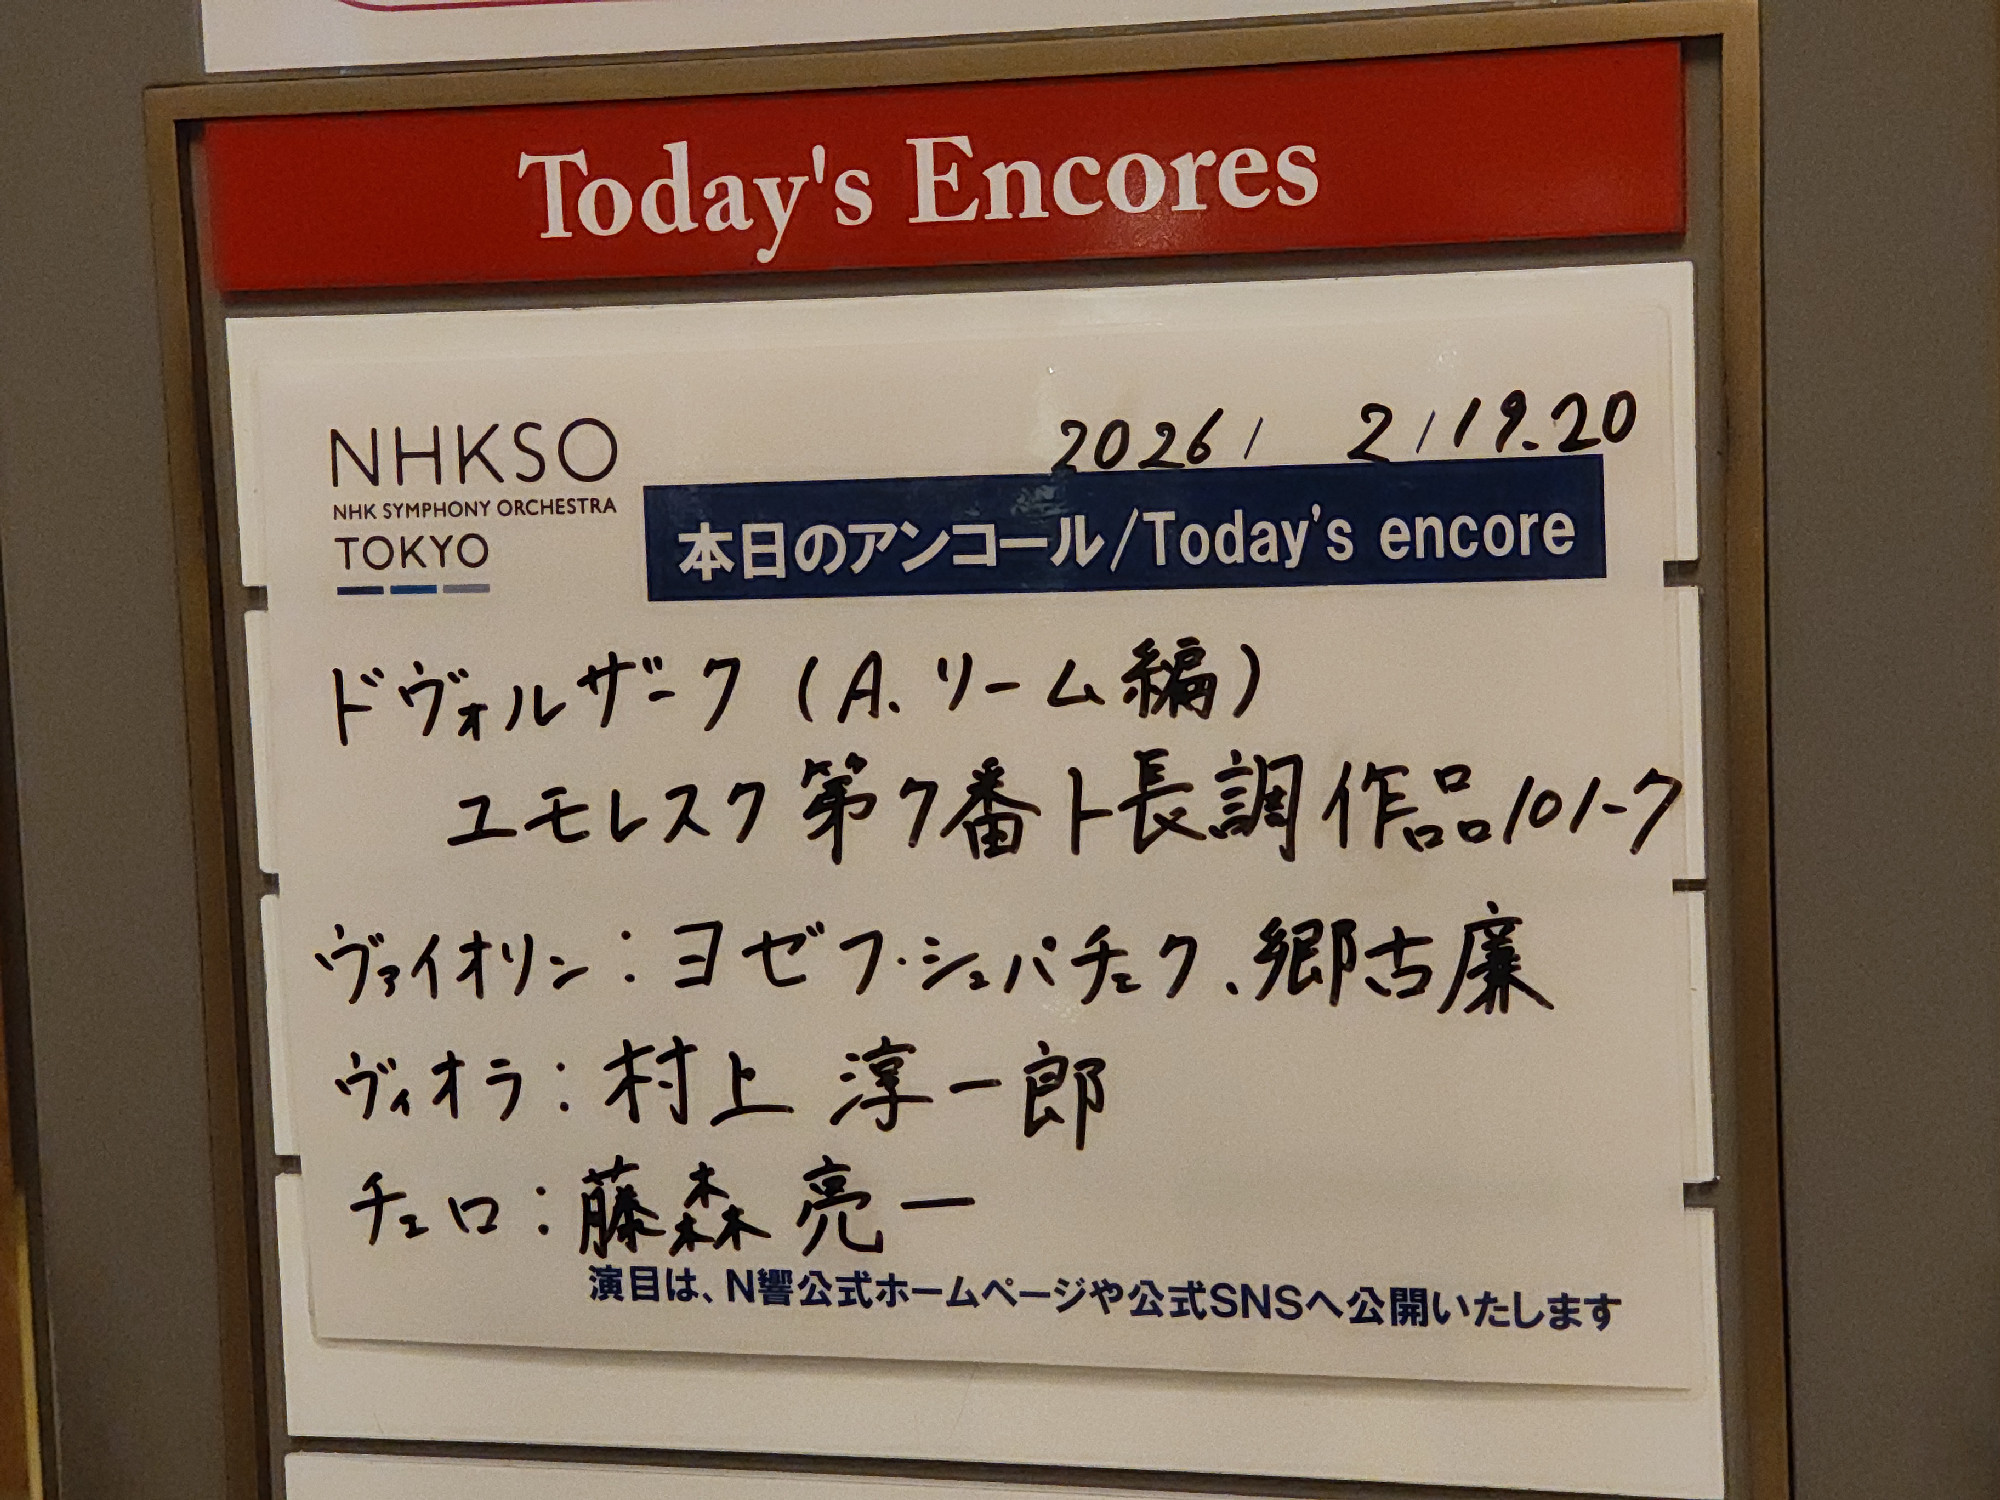 Today's Encores
NHKSO
NHK SYMPHONY ORCHESTRA
TOKYO
2026/ 2/19.20
本日のアンコール/Today's encore
ドヴォルザーク(A.リーム編)
ユモレスク第7番ト長調作品101-7
ヴァイオリン:ヨゼフ・シュパチェク、郷古廉
ヴィオラ:村上 淳一郎
チェロ:藤森亮一
演目は、N響公式ホームページや公式SNSへ公開いたします